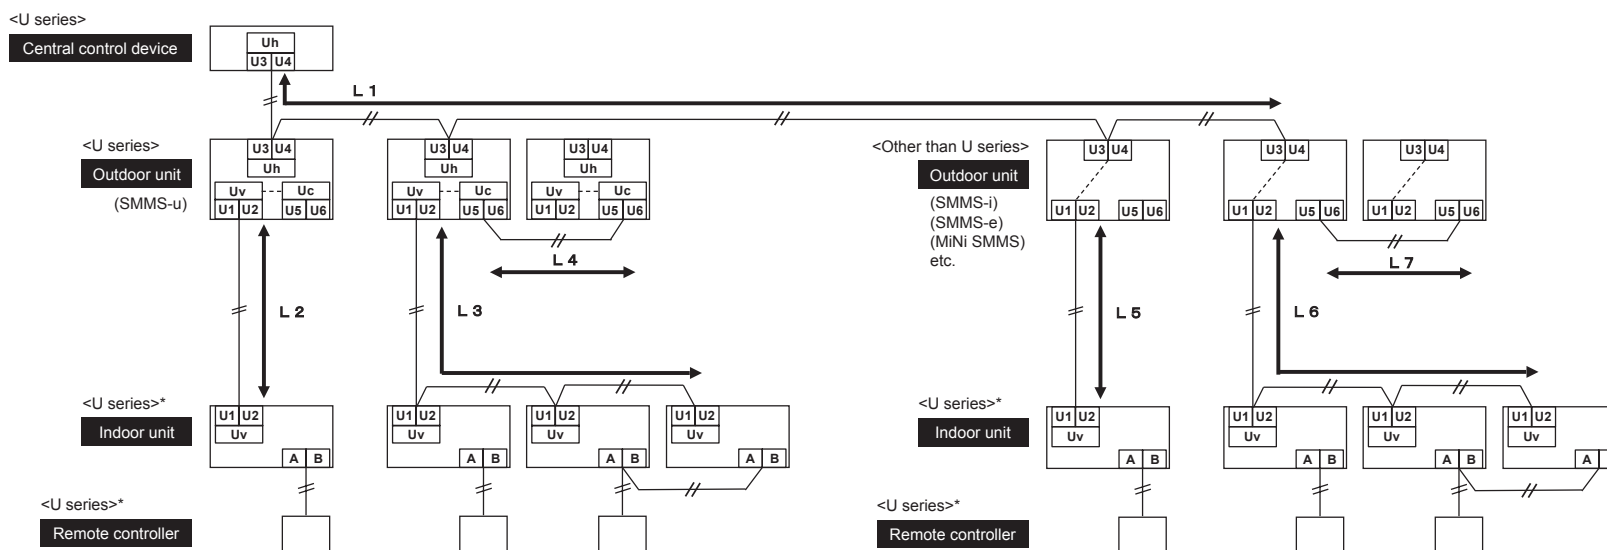 <U series>
Central control device
Uh
U3 U4
L 1
<U series>
Outdoor unit
(SMMS-u)
U3 U4
Uh
Uv Uc
U1 U2 U5 U6
U3 U4
Uh
Uv Uc
U1 U2 U5 U6
U3 U4
Uh
Uv Uc
U1 U2 U5 U6
<Other than U series>
Outdoor unit
(SMMS-i)
(SMMS-e)
(MiNi SMMS)
etc.
U3 U4
U1 U2 U5 U6
U3 U4
U1 U2 U5 U6
U3 U4
U1 U2 U5 U6
L 2
L 3
L 4
L 5
L 6
L 7
<U series>*
Indoor unit
U1 U2
Uv
A B
U1 U2
Uv
A B
U1 U2
Uv
A B
U1 U2
Uv
A B
<U series>*
Indoor unit
U1 U2
Uv
A B
U1 U2
Uv
A B
U1 U2
Uv
A B
U1 U2
Uv
A
<U series>*
Remote controller
<U series>*
Remote controller